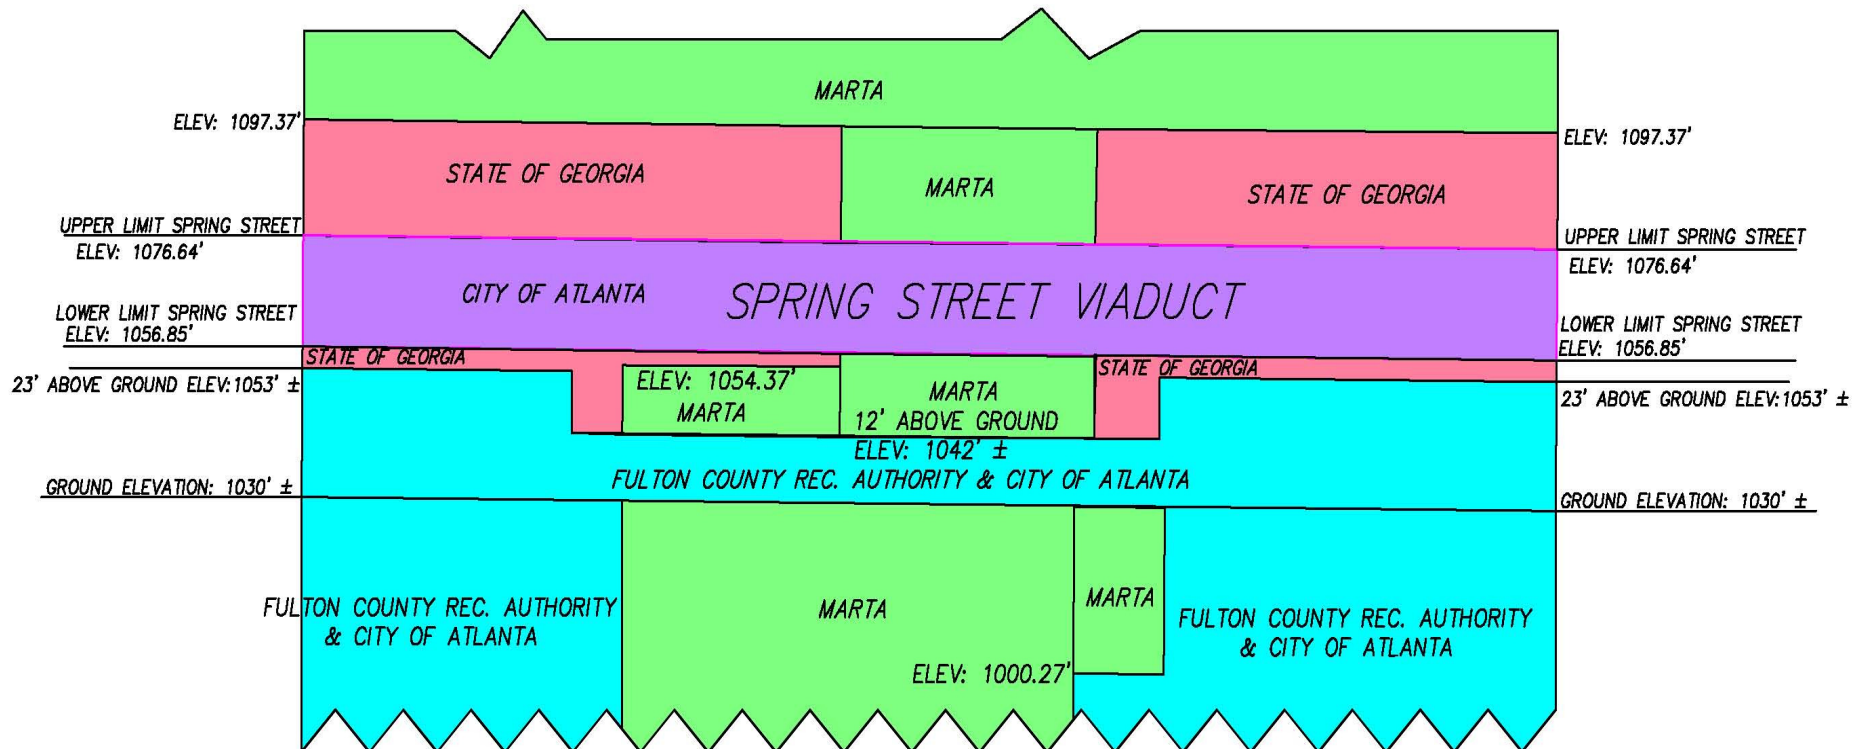 MARTA
ELEV: 1097.37'
ELEV: 1097.37'
STATE OF GEORGIA
MARTA
STATE OF GEORGIA
UPPER LIMIT SPRING STREET
ELEV: 1076.64'
UPPER LIMIT SPRING STREET
ELEV: 1076.64'
CITY OF ATLANTA
SPRING STREET VIADUCT
LOWER LIMIT SPRING STREET
ELEV: 1056.85'
LOWER LIMIT SPRING STREET
ELEV: 1056.85'
STATE OF GEORGIA
STATE OF GEORGIA
23' ABOVE GROUND ELEV:1053' ±
ELEV: 1054.37'
MARTA
MARTA
12' ABOVE GROUND
ELEV: 1042' ±
23' ABOVE GROUND ELEV:1053' ±
FULTON COUNTY REC. AUTHORITY & CITY OF ATLANTA
GROUND ELEVATION: 1030' ±
GROUND ELEVATION: 1030' ±
FULTON COUNTY REC. AUTHORITY
& CITY OF ATLANTA
MARTA
MARTA
FULTON COUNTY REC. AUTHORITY
& CITY OF ATLANTA
ELEV: 1000.27'